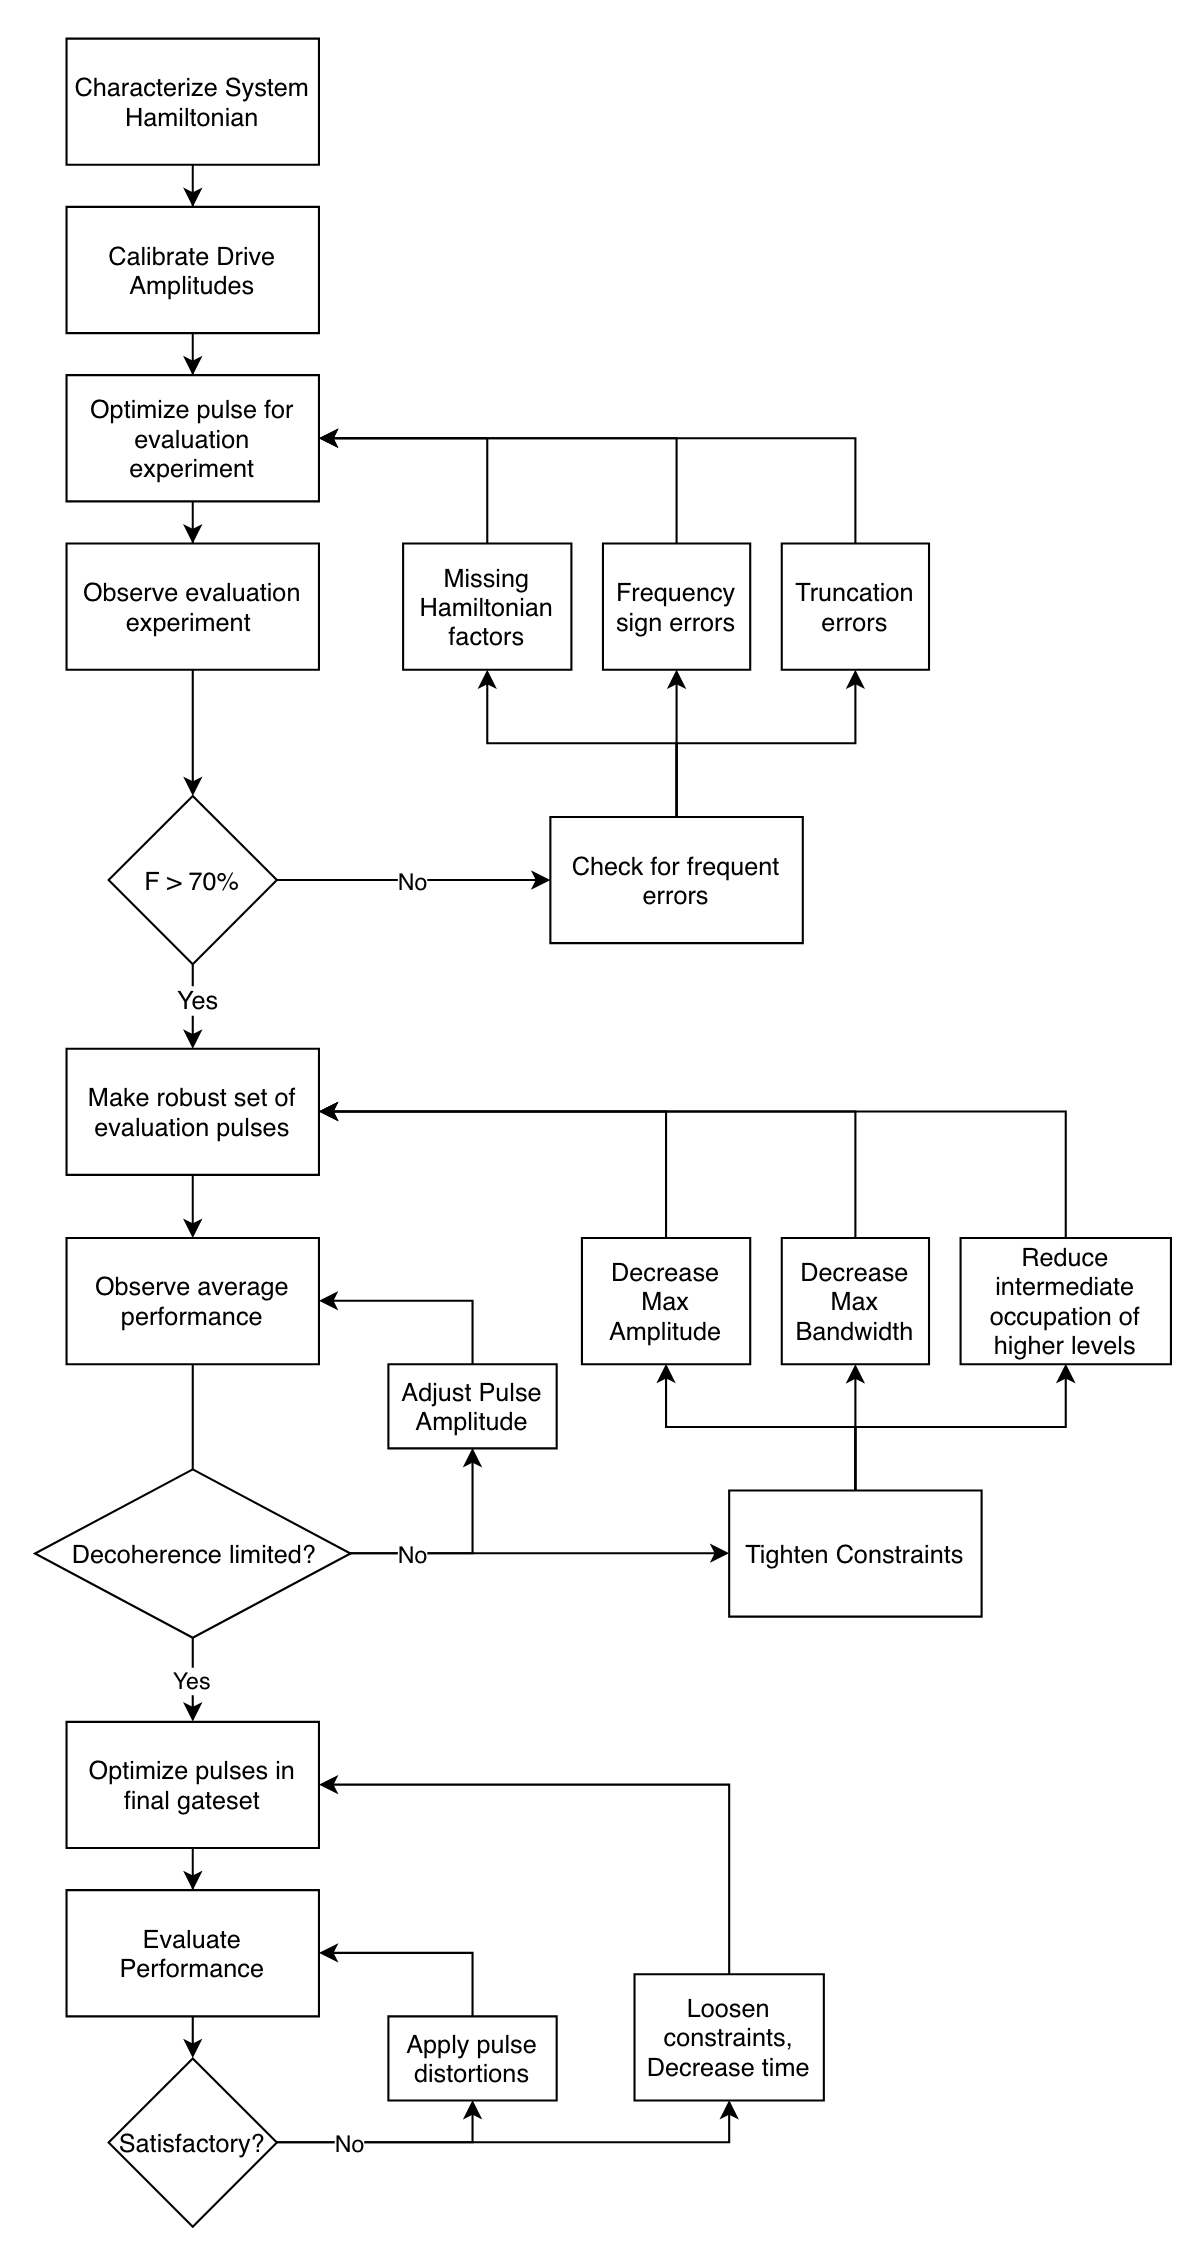 Characterize System
Hamiltonian
Calibrate Drive
Amplitudes
Optimize pulse for
evaluation
experiment
Observe evaluation
experiment
Missing
Hamiltonian
factors
Frequency
sign errors
Truncation
errors
F > 70%
No
Check for frequent
errors
Yes
Make robust set of
evaluation pulses
Observe average
performance
Adjust Pulse
Amplitude
Decrease
Max
Amplitude
Decrease
Max
Bandwidth
Reduce
intermediate
occupation of
higher levels
Decoherence limited?
No
Tighten Constraints
Yes
Optimize pulses in
final gateset
Evaluate
Performance
Apply pulse
distortions
Loosen
constraints,
Decrease time
Satisfactory?
No